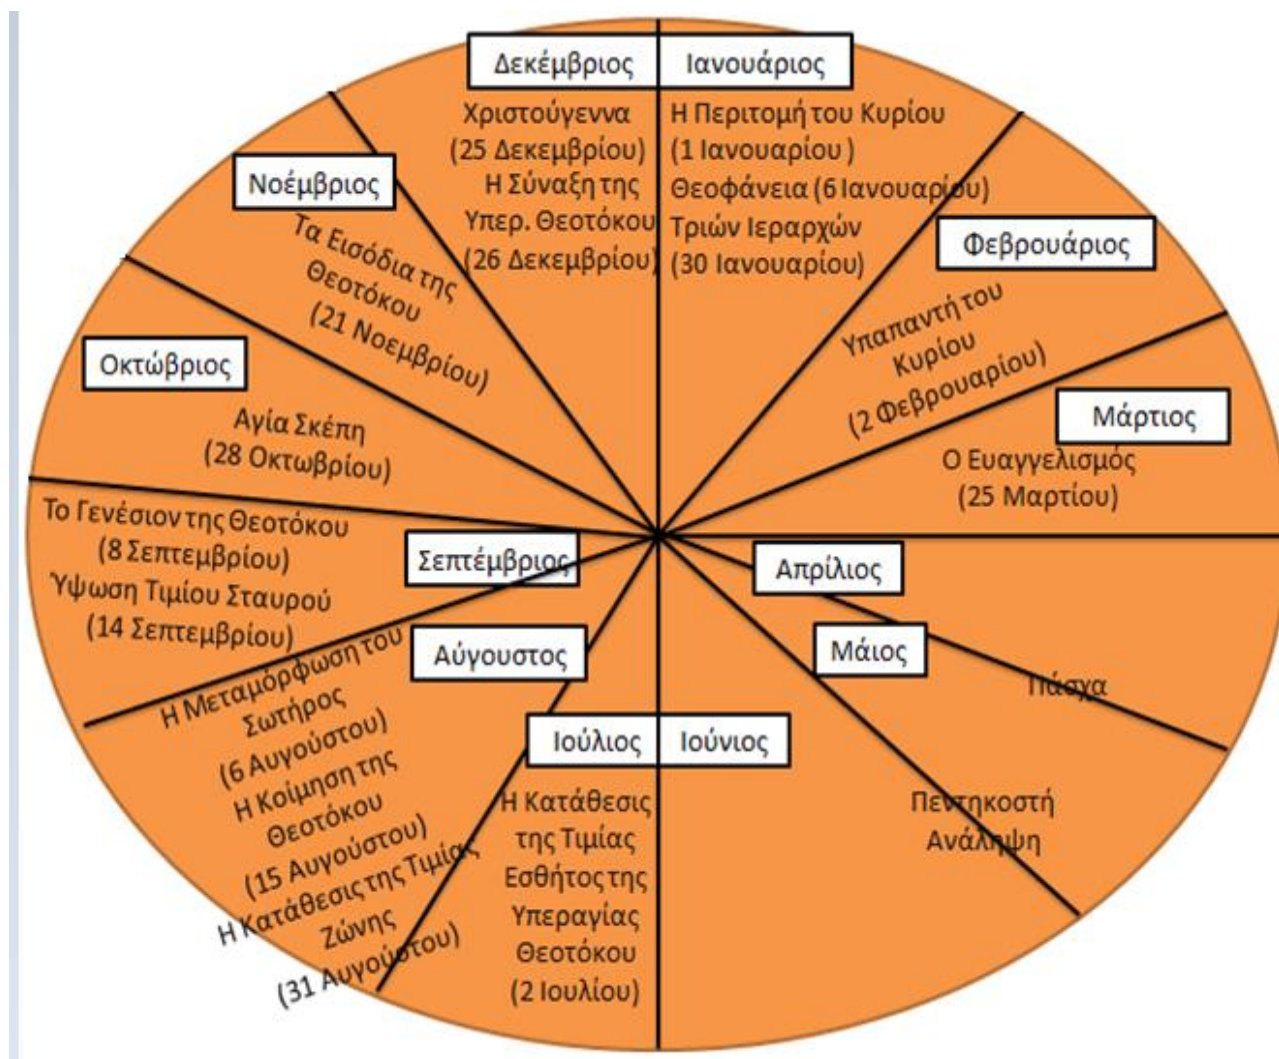 Δεκέμβριος
Χριστούγεννα
(25 Δεκεμβρίου)
Η Σύναξη της
Υπερ. Θεοτόκου
(26 Δεκεμβρίου)
Ιανουάριος
Η Περιτομή του Κυρίου
(1 Ιανουαρίου )
Θεοφάνεια (6 Ιανουαρίου)
Τριών Ιεραρχών
(30 Ιανουαρίου)
Φεβρουάριος
Υπαπαντή του
Κυρίου
(2 Φεβρουαρίου)
Μάρτιος
Ο Ευαγγελισμός
(25 Μαρτίου)
Απρίλιος
Πάσχα
Μάιος
Πεντηκοστή
Ανάληψη
Ιούνιος
Ιούλιος
Η Κατάθεσις
της Τιμίας
Εσθήτος της
Υπεραγίας
Θεοτόκου
(2 Ιουλίου)
Αύγουστος
Η Μεταμόρφωση του
Σωτήρος
(6 Αυγούστου)
Η Κοίμηση της
Θεοτόκου
(15 Αυγούστου)
Η Κατάθεσις της Τιμίας
Ζώνης
(31 Αυγούστου)
Σεπτέμβριος
Το Γενέσιον της Θεοτόκου
(8 Σεπτεμβρίου)
Ύψωση Τιμίου Σταυρού
(14 Σεπτεμβρίου)
Οκτώβριος
Αγία Σκέπη
(28 Οκτωβρίου)
Νοέμβριος
Τα Εισόδια της
Θεοτόκου
(21 Νοεμβρίου)